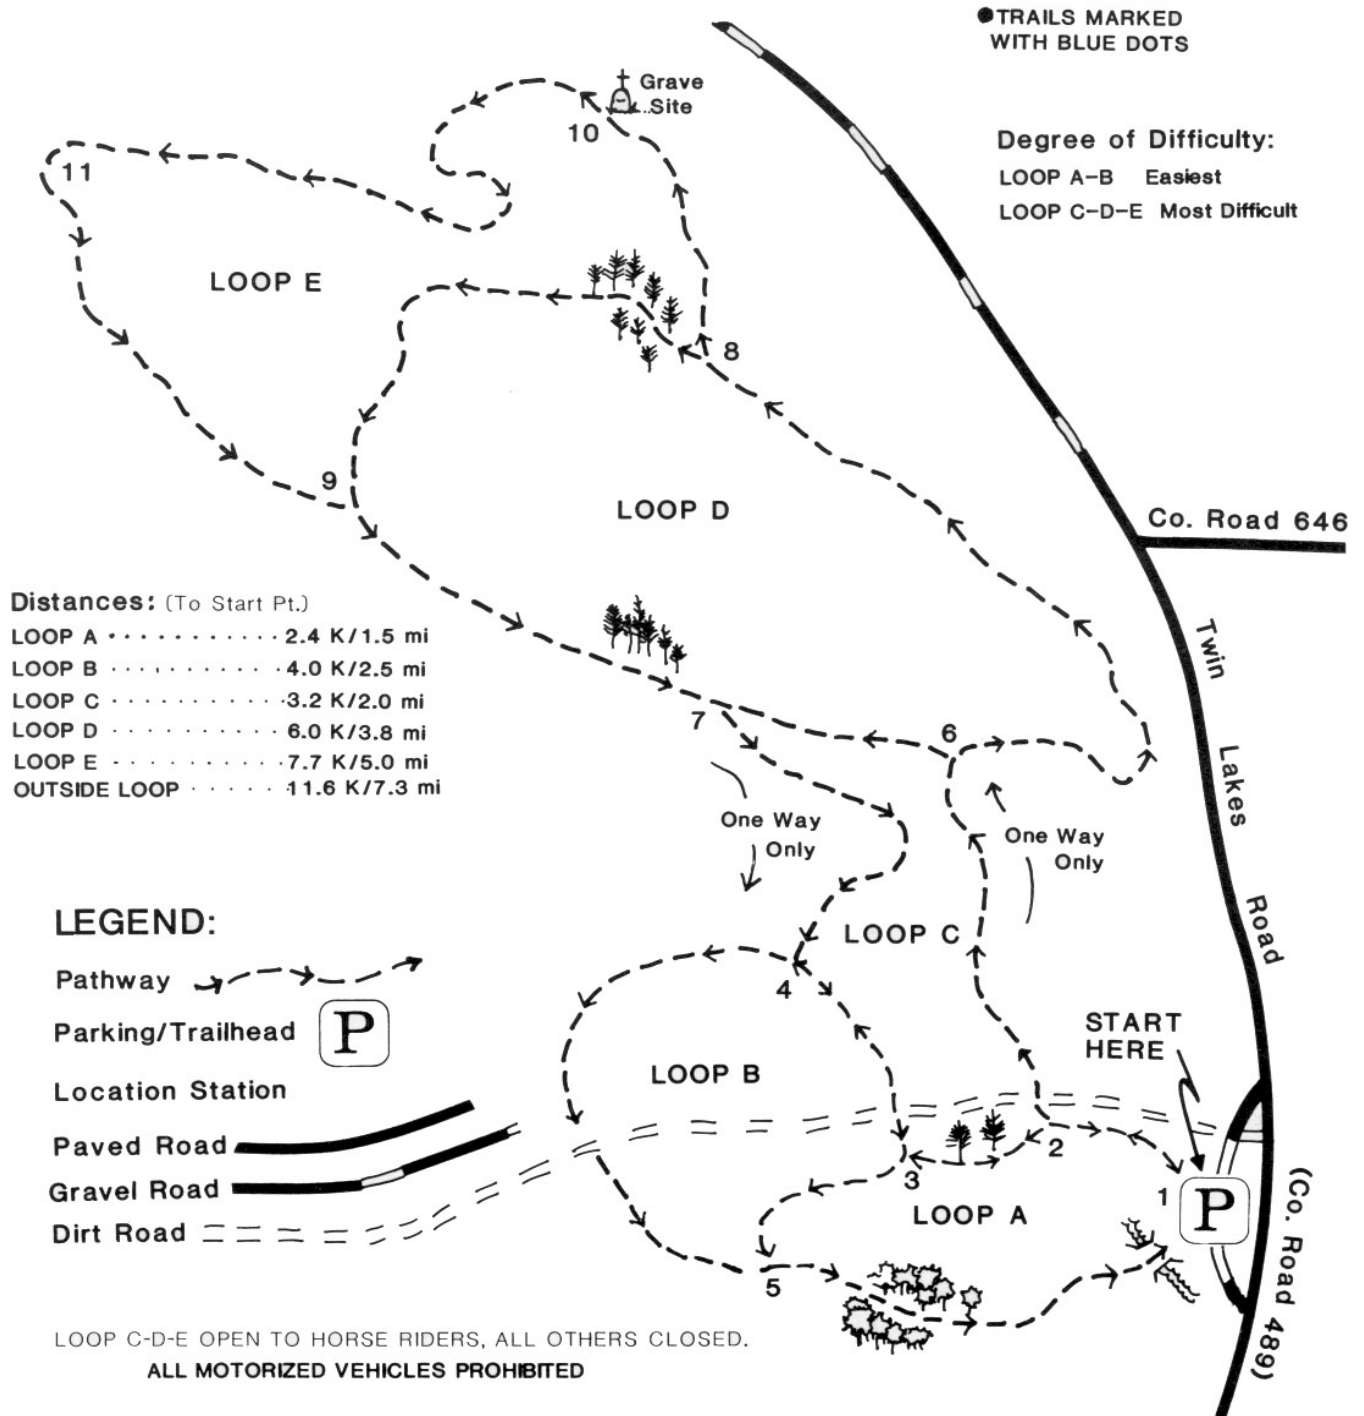 ●TRAILS MARKED
WITH BLUE DOTS
Grave
Site
10
Degree of Difficulty:
LOOP A-B Easiest
LOOP C-D-E Most Difficult
11
LOOP E
8
9
LOOP D
Co. Road 646
Distances: (To Start Pt.)
LOOP A · · · · · · · · · · · 2.4 K/1.5 mi
LOOP B · · · · · · · · · · · 4.0 K/2.5 mi
LOOP C · · · · · · · · · · · 3.2 K/2.0 mi
LOOP D · · · · · · · · · · · 6.0 K/3.8 mi
LOOP E · · · · · · · · · · · 7.7 K/5.0 mi
OUTSIDE LOOP · · · · · · 11.6 K/7.3 mi
Twin Lakes Road
7
6
One Way
Only
One Way
Only
LEGEND:
LOOP C
Pathway
4
Parking/Trailhead P
START
HERE
Location Station
LOOP B
Paved Road
2
3
1
P
Gravel Road
LOOP A
Dirt Road
(Co. Road 489)
5
LOOP C-D-E OPEN TO HORSE RIDERS, ALL OTHERS CLOSED.
ALL MOTORIZED VEHICLES PROHIBITED